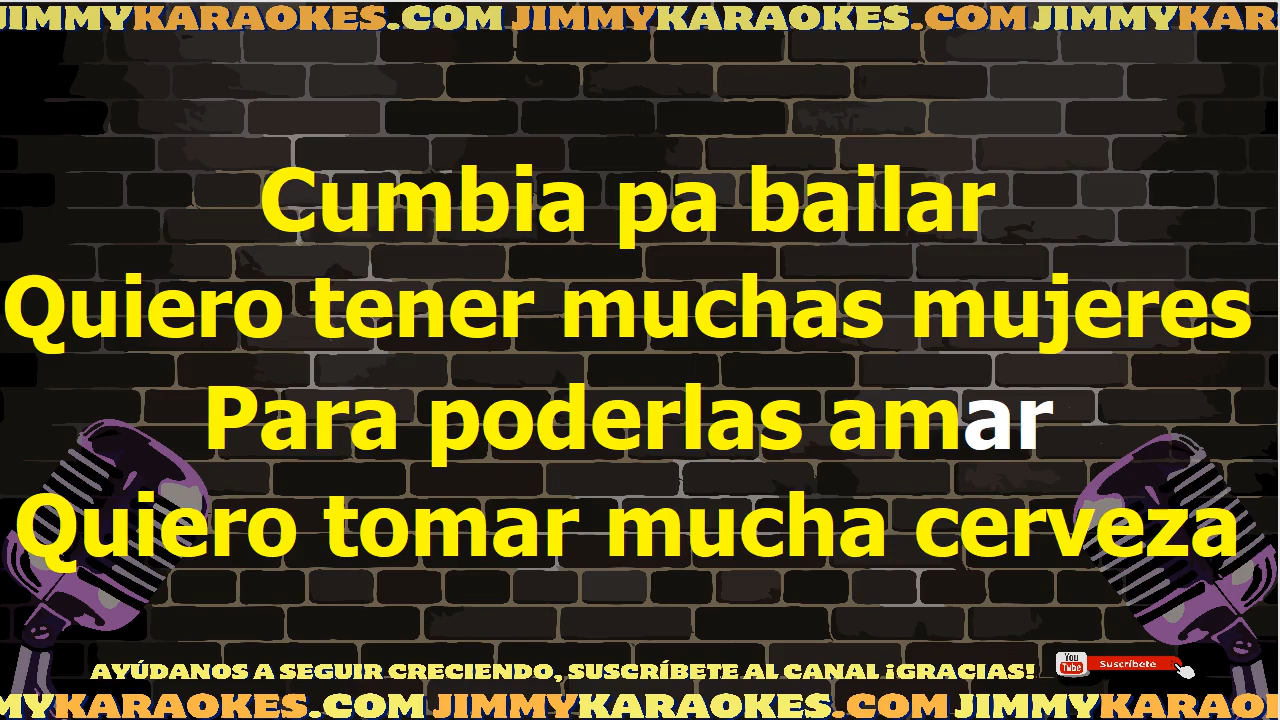 JIMMYKARAOKES.COM JIMMYKARAOKES.COM JIMMYKAR
Cumbia pa bailar
Quiero tener muchas mujeres
Para poderlas amar
Quiero tomar mucha cerveza
AYÚDANOS A SEGUIR CRECIENDO, SUSCRÍBETE AL CANAL ¡GRACIAS!
You Tube Suscríbete
MYKARAOKES.COM JIMMYKARAOKES.COM JIMMYKARAO